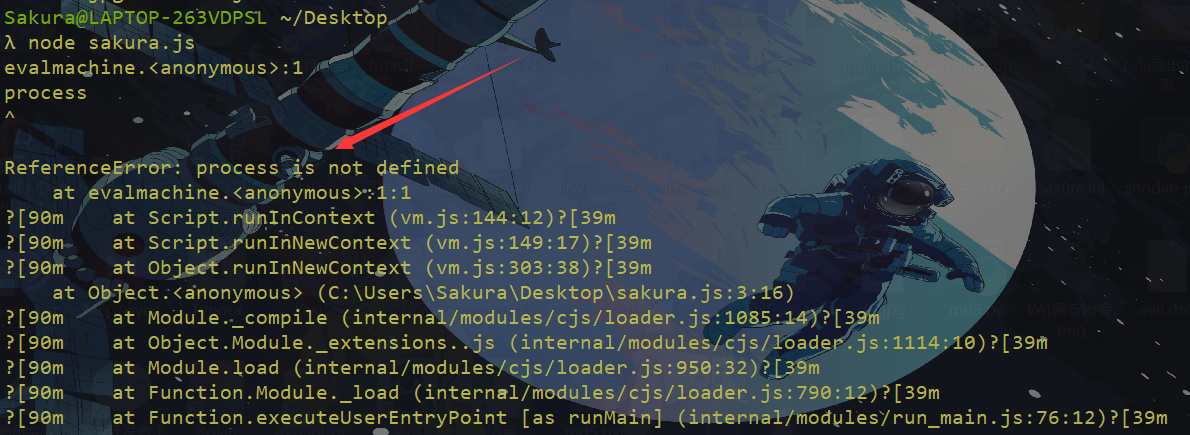 Sakura@LAPTOP-263VDPSL ~/Desktop
λ node sakura.js
evalmachine.<anonymous>:1
process
^
ReferenceError: process is not defined
    at evalmachine.<anonymous>:1:1
?[90m    at Script.runInContext (vm.js:144:12)?[39m
?[90m    at Script.runInNewContext (vm.js:149:17)?[39m
?[90m    at Object.runInNewContext (vm.js:303:38)?[39m
    at Object.<anonymous> (C:\Users\Sakura\Desktop\sakura.js:3:16)
?[90m    at Module._compile (internal/modules/cjs/loader.js:1085:14)?[39m
?[90m    at Object.Module._extensions..js (internal/modules/cjs/loader.js:1114:10)?[39m
?[90m    at Module.load (internal/modules/cjs/loader.js:950:32)?[39m
?[90m    at Function.Module._load (internal/modules/cjs/loader.js:790:12)?[39m
?[90m    at Function.executeUserEntryPoint [as runMain] (internal/modules/run_main.js:76:12)?[39m